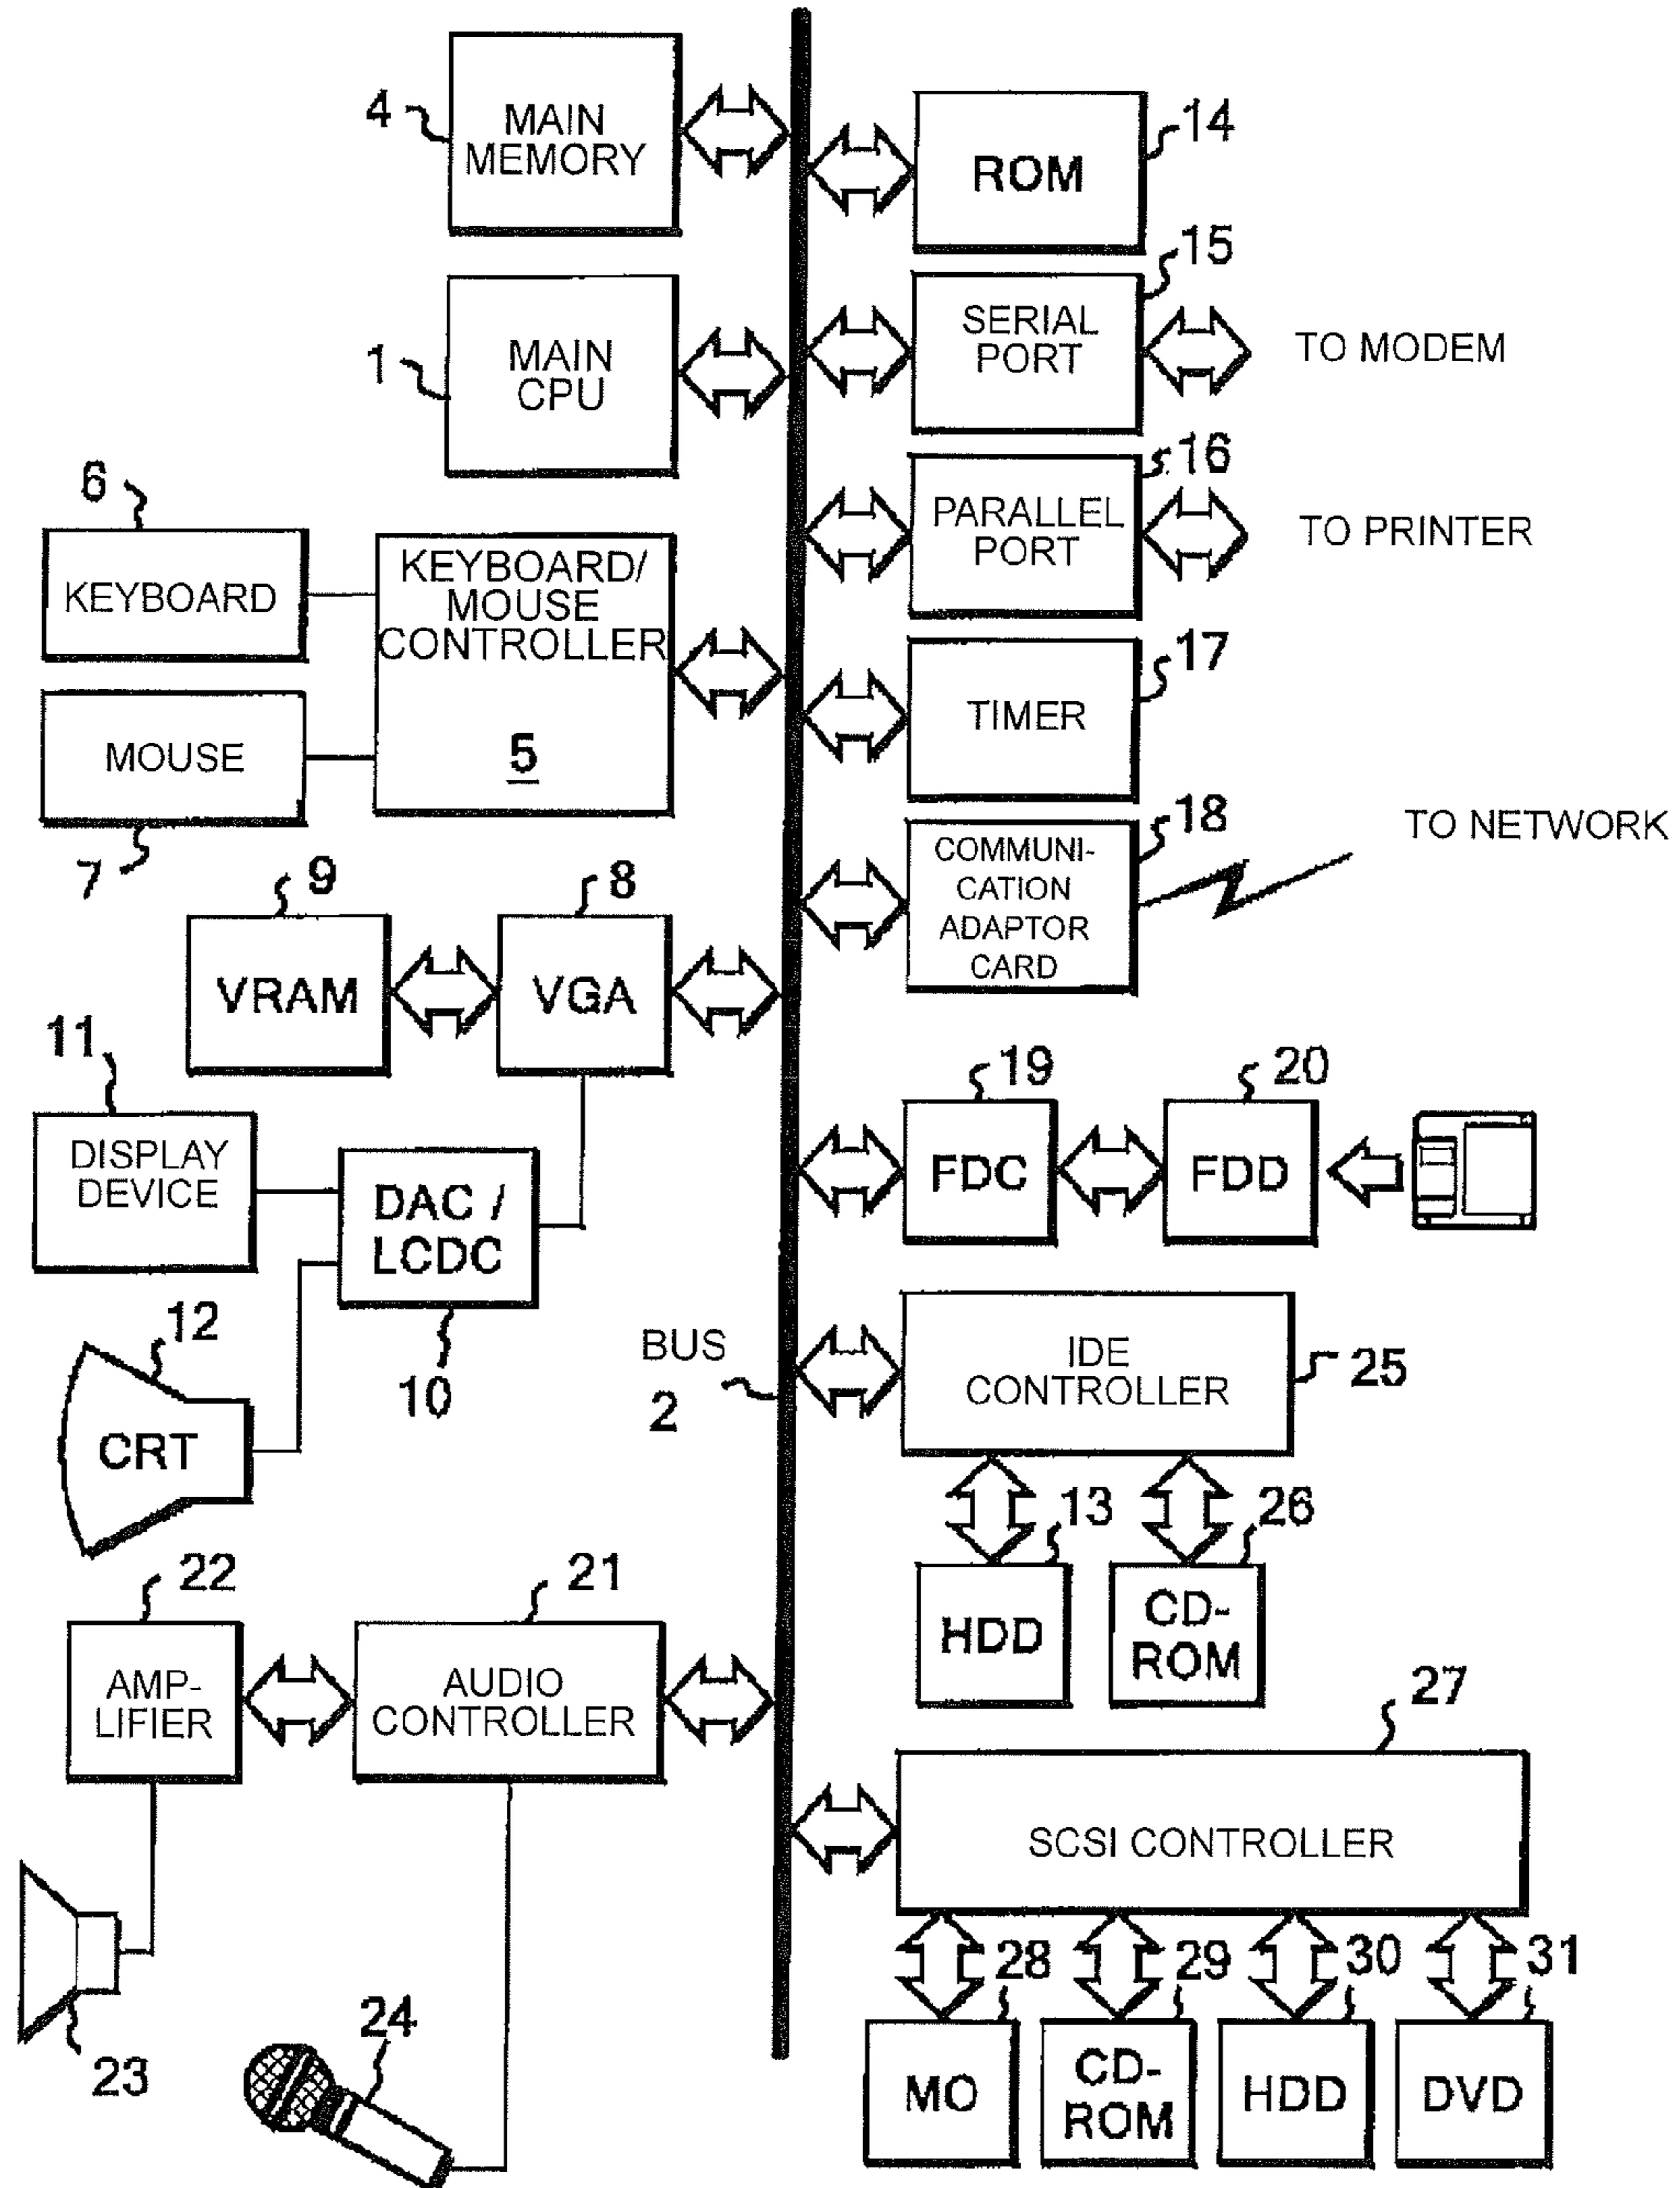 4
MAIN
MEMORY
14
ROM
1
MAIN
CPU
15
SERIAL
PORT
TO MODEM
16
PARALLEL
PORT
TO PRINTER
6
KEYBOARD
KEYBOARD/
MOUSE
CONTROLLER
5
MOUSE
7
17
TIMER
18
COMMUNI-
CATION
ADAPTOR
CARD
TO NETWORK
9
VRAM
8
VGA
11
DISPLAY
DEVICE
DAC /
LCDC
10
12
CRT
19
FDC
20
FDD
BUS
2
IDE
CONTROLLER
25
13
HDD
26
CD-
ROM
22
AMP-
LIFIER
21
AUDIO
CONTROLLER
23
24
27
SCSI CONTROLLER
28
MO
29
CD-
ROM
30
HDD
31
DVD